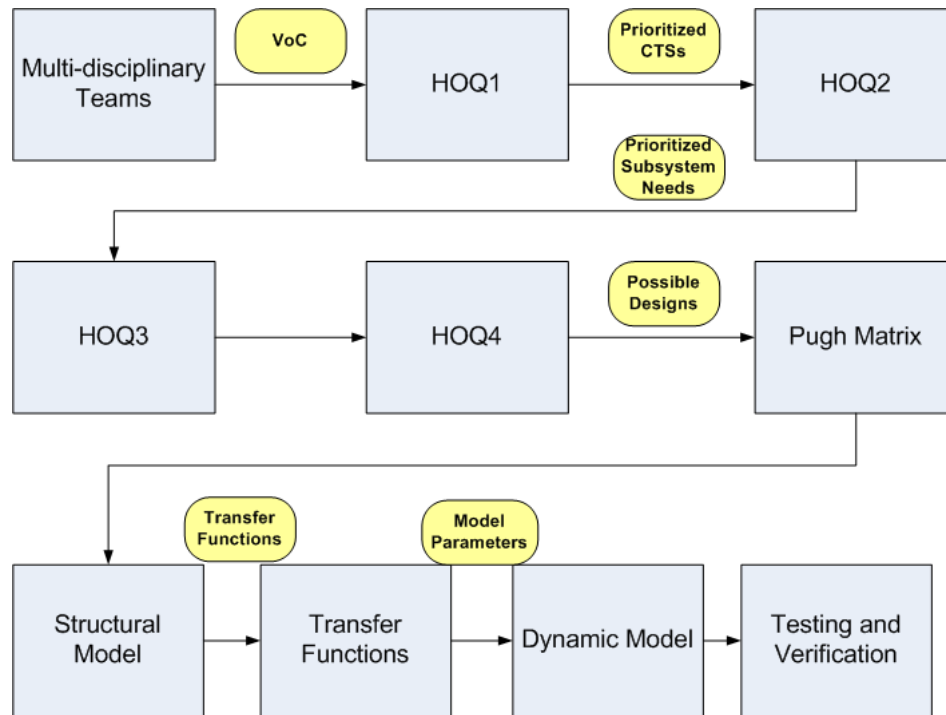 VoC
Prioritized
CTSs
Multi-disciplinary
Teams
HOQ1
HOQ2
Prioritized
Subsystem
Needs
HOQ3
HOQ4
Possible
Designs
Pugh Matrix
Transfer
Functions
Model
Parameters
Structural
Model
Transfer
Functions
Dynamic Model
Testing and
Verification